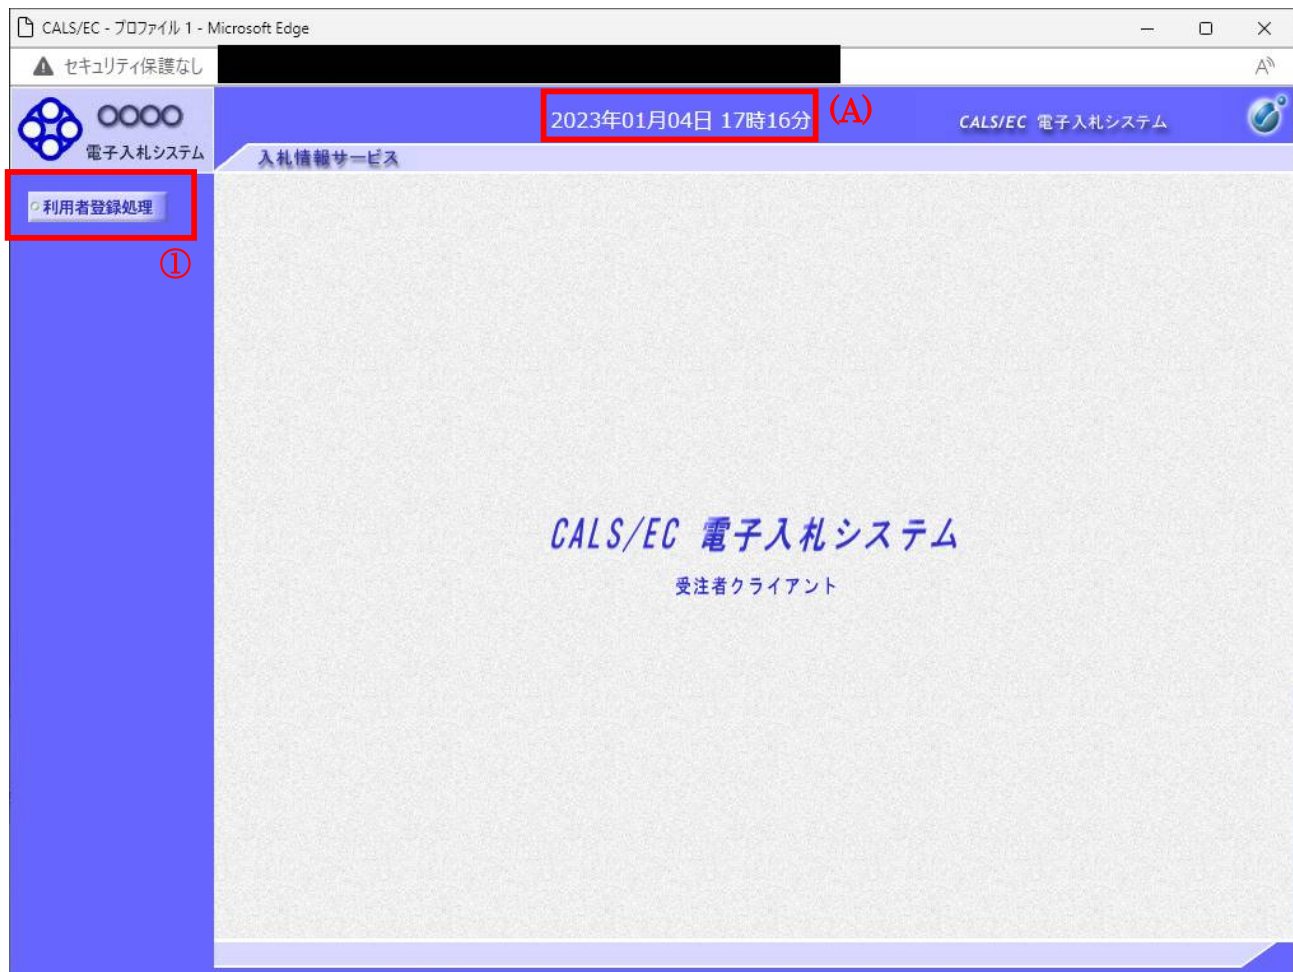 CALS/EC - プロファイル 1 - Microsoft Edge
セキュリティ保護なし
○○○○
電子入札システム
2023年01月04日 17時16分
(A)
CALS/EC 電子入札システム
入札情報サービス
利用者登録処理
①
CALS/EC 電子入札システム
受注者クライアント